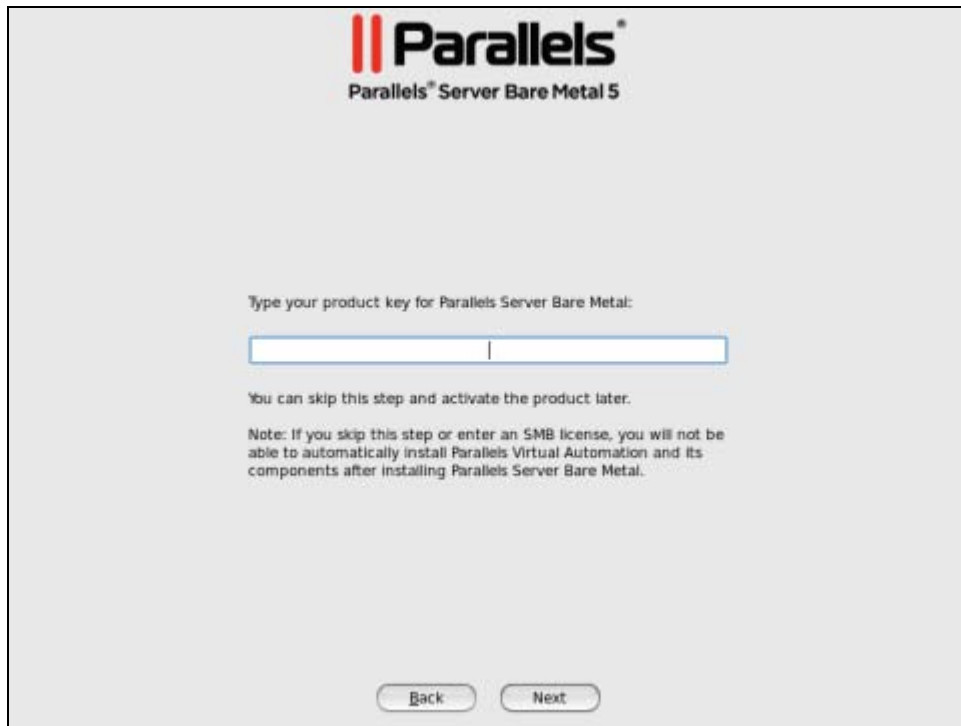 Parallels®
Parallels® Server Bare Metal 5
Type your product key for Parallels Server Bare Metal:
You can skip this step and activate the product later.
Note: If you skip this step or enter an SMB license, you will not be
able to automatically install Parallels Virtual Automation and its
components after installing Parallels Server Bare Metal.
Back
Next